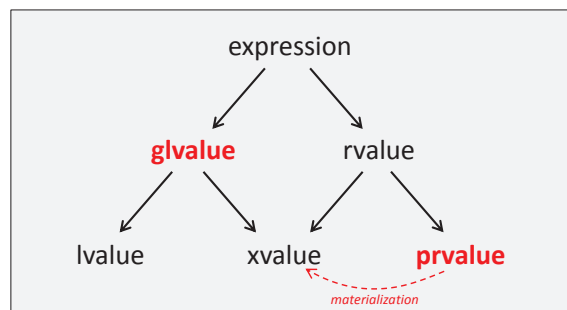 expression
glvalue rvalue
lvalue xvalue prvalue
materialization